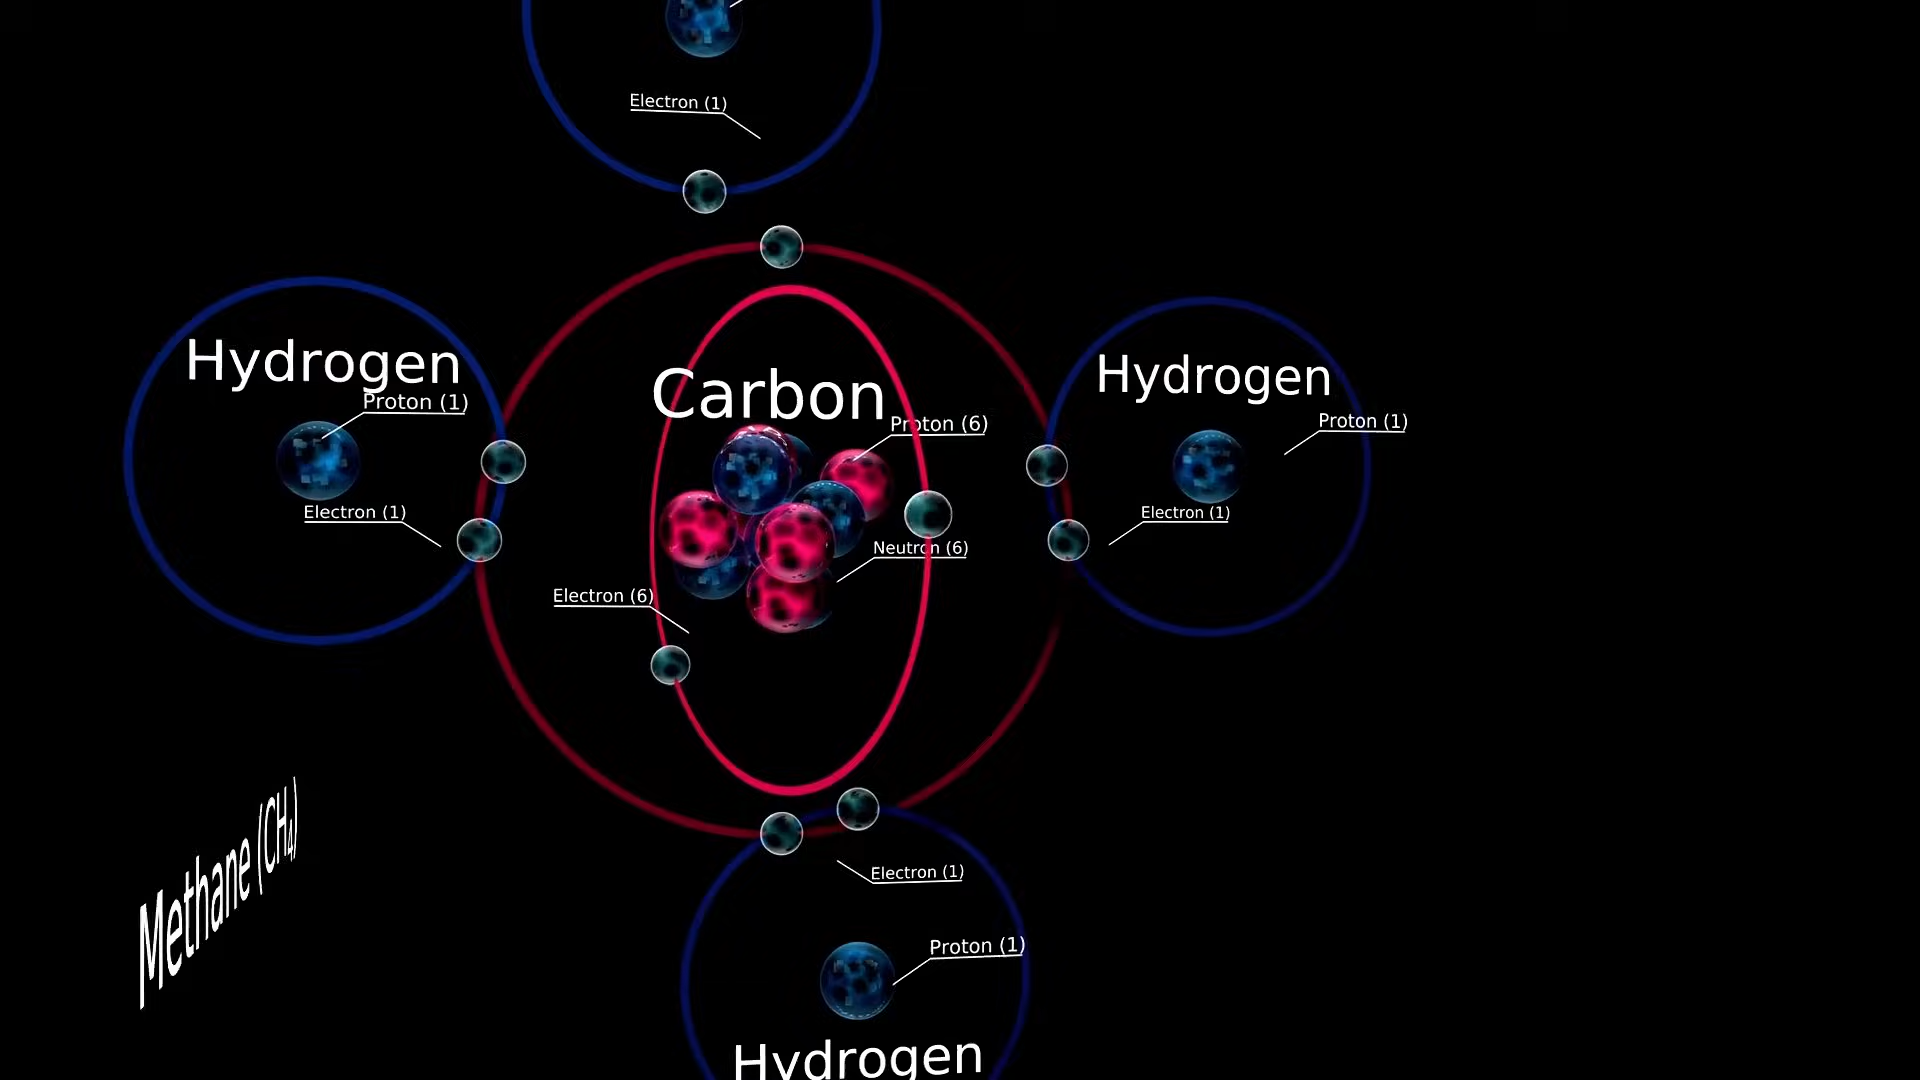 Electron (1)
Hydrogen
Proton (1)
Electron (1)
Carbon
Proton (6)
Neutron (6)
Electron (6)
Hydrogen
Proton (1)
Electron (1)
Methane (CH₄)
Electron (1)
Proton (1)
Hydrogen